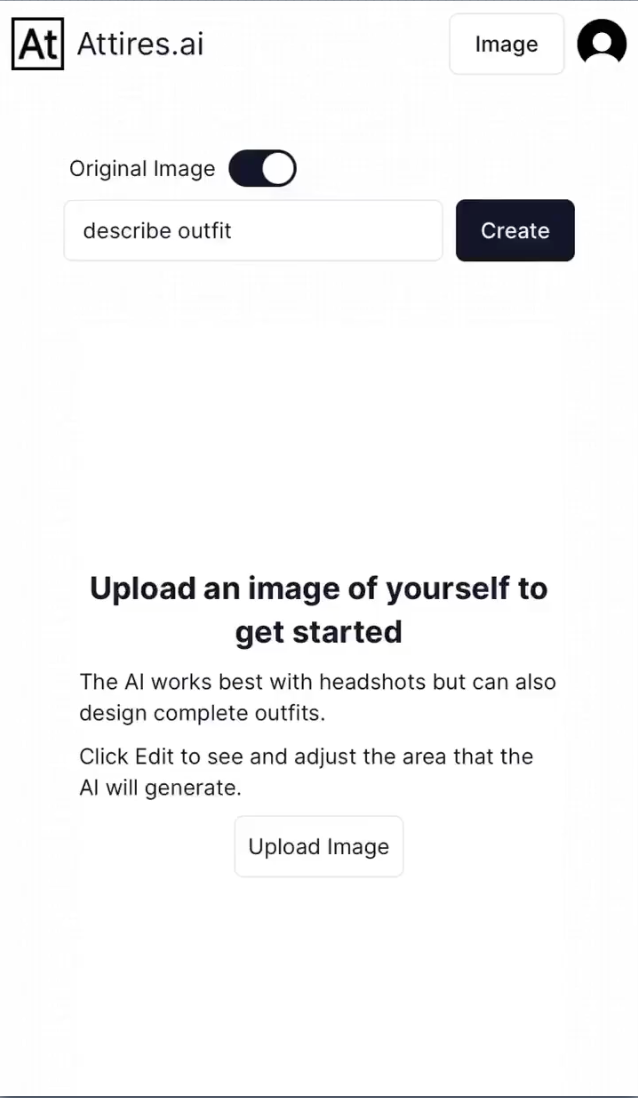 At Attires.ai
Image
Original Image
describe outfit
Create
Upload an image of yourself to
get started
The AI works best with headshots but can also
design complete outfits.
Click Edit to see and adjust the area that the
AI will generate.
Upload Image